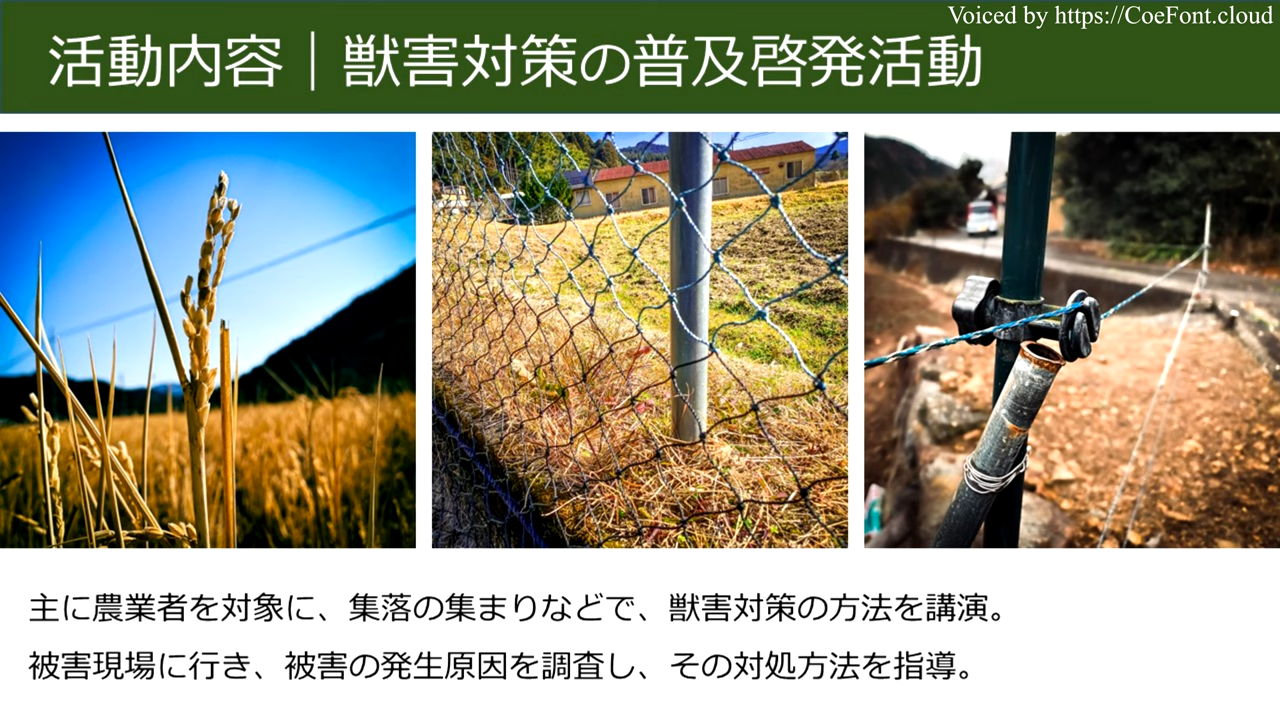 Voiced by https://CoeFont.cloud
活動内容｜獣害対策の普及啓発活動
主に農業者を対象に、集落の集まりなどで、獣害対策の方法を講演。
被害現場に行き、被害の発生原因を調査し、その対処方法を指導。